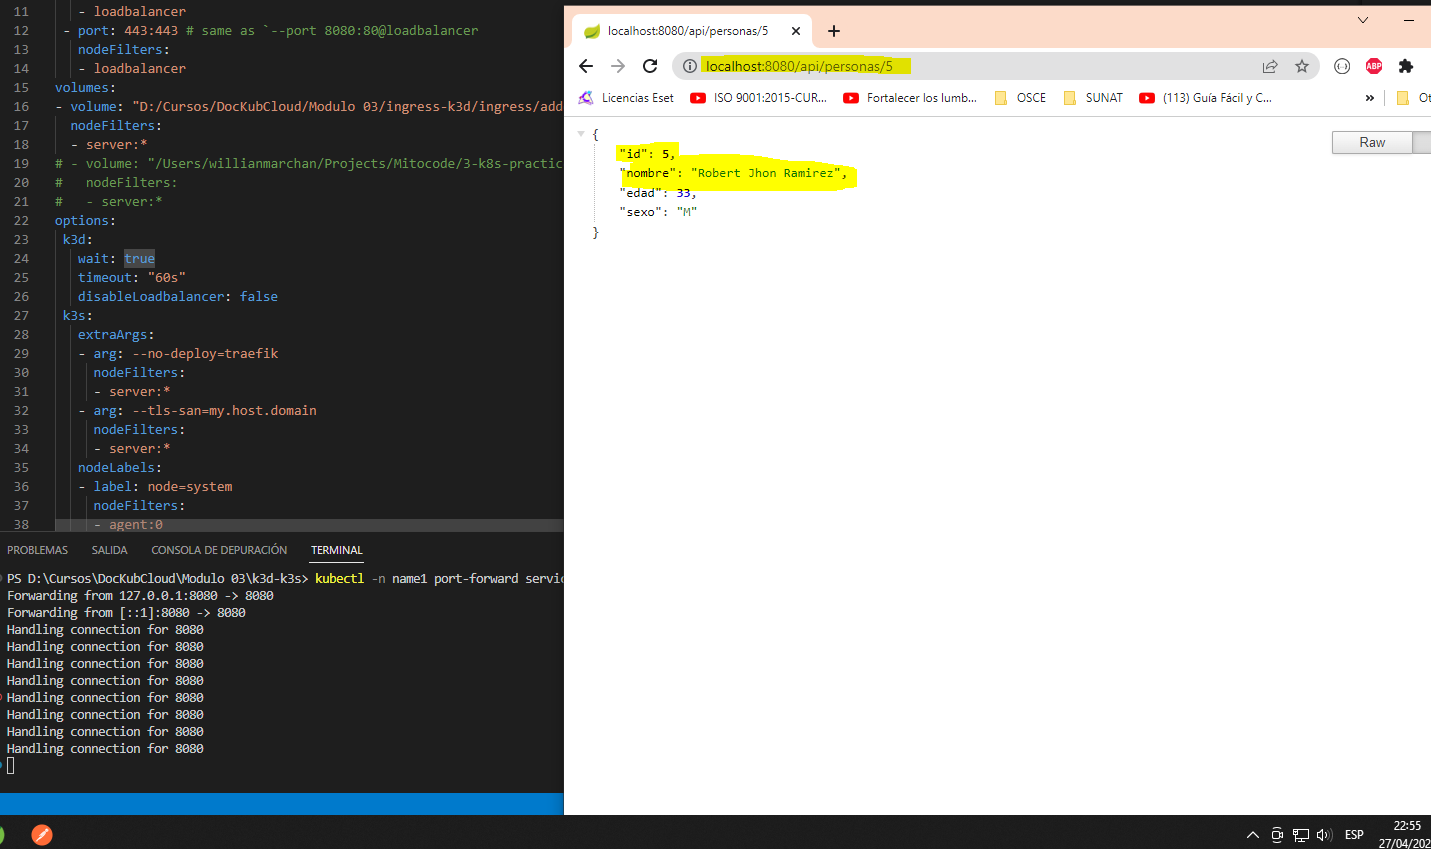 11 - loadbalancer
12 - port: 443:443 # same as `--port 8080:80@loadbalancer
13 nodeFilters:
14 - loadbalancer
15 volumes:
16 - volume: "D:/Cursos/DocKubCloud/Modulo 03/ingress-k3d/ingress/add
17 nodeFilters:
18 - server:*
19 # - volume: "/Users/willianmarchan/Projects/Mitocode/3-k8s-practic
20 # nodeFilters:
21 # - server:*
22 options:
23 k3d:
24 wait: true
25 timeout: "60s"
26 disableLoadbalancer: false
27 k3s:
28 extraArgs:
29 - arg: --no-deploy=traefik
30 nodeFilters:
31 - server:*
32 - arg: --tls-san=my.host.domain
33 nodeFilters:
34 - server:*
35 nodeLabels:
36 - label: node=system
37 nodeFilters:
38 - agent:0
PROBLEMAS SALIDA CONSOLA DE DEPURACIÓN TERMINAL
PS D:\Cursos\DocKubCloud\Modulo 03\k3d-k3s> kubectl -n name1 port-forward servic
Forwarding from 127.0.0.1:8080 -> 8080
Forwarding from [::1]:8080 -> 8080
Handling connection for 8080
Handling connection for 8080
Handling connection for 8080
Handling connection for 8080
Handling connection for 8080
Handling connection for 8080
Handling connection for 8080
Handling connection for 8080
localhost:8080/api/personas/5
localhost:8080/api/personas/5
ABP
Licencias Eset ISO 9001:2015-CUR... Fortalecer los lumb... OSCE SUNAT (113) Guía Fácil y C... » Ot
{
"id": 5,
"nombre": "Robert Jhon Ramirez",
"edad": 33,
"sexo": "M"
}
Raw
ESP
22:55
27/04/202